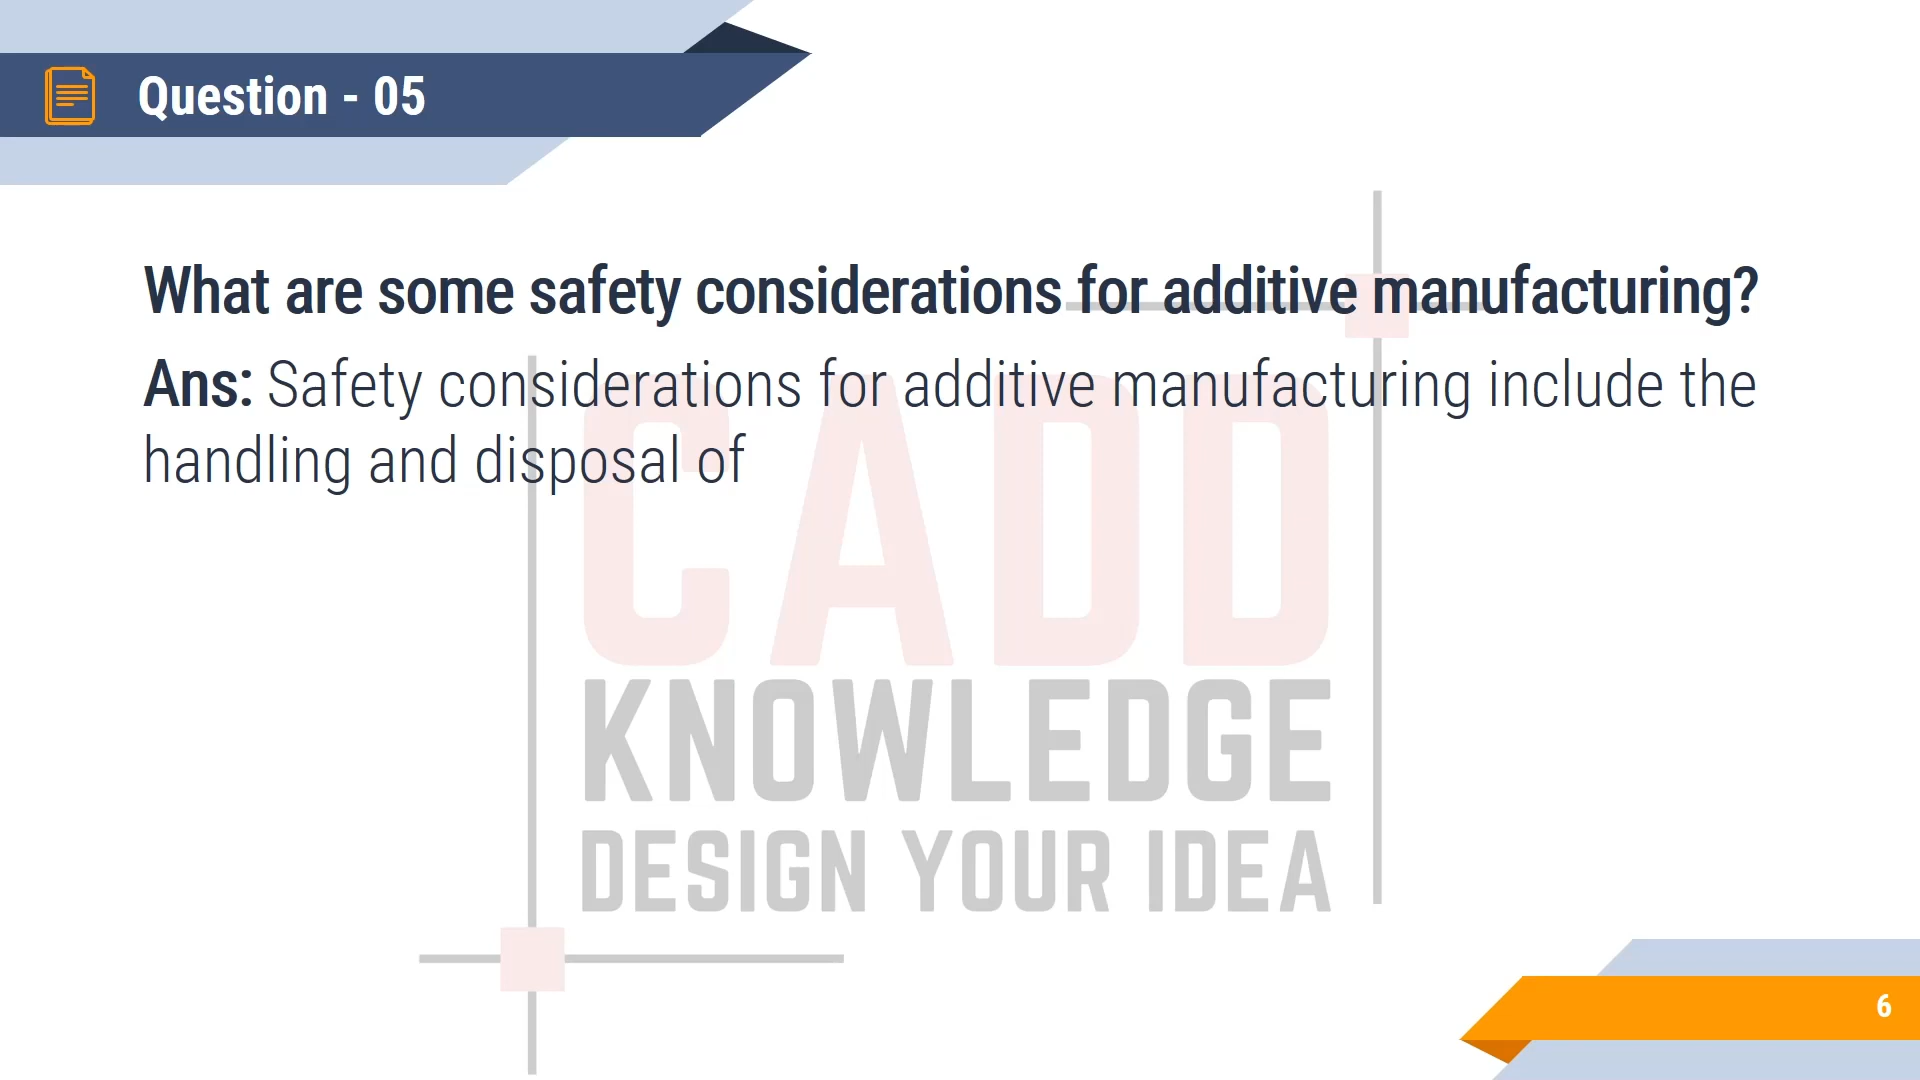 Question - 05
What are some safety considerations for additive manufacturing?
Ans: Safety considerations for additive manufacturing include the
handling and disposal of
CADD
KNOWLEDGE
DESIGN YOUR IDEA
6